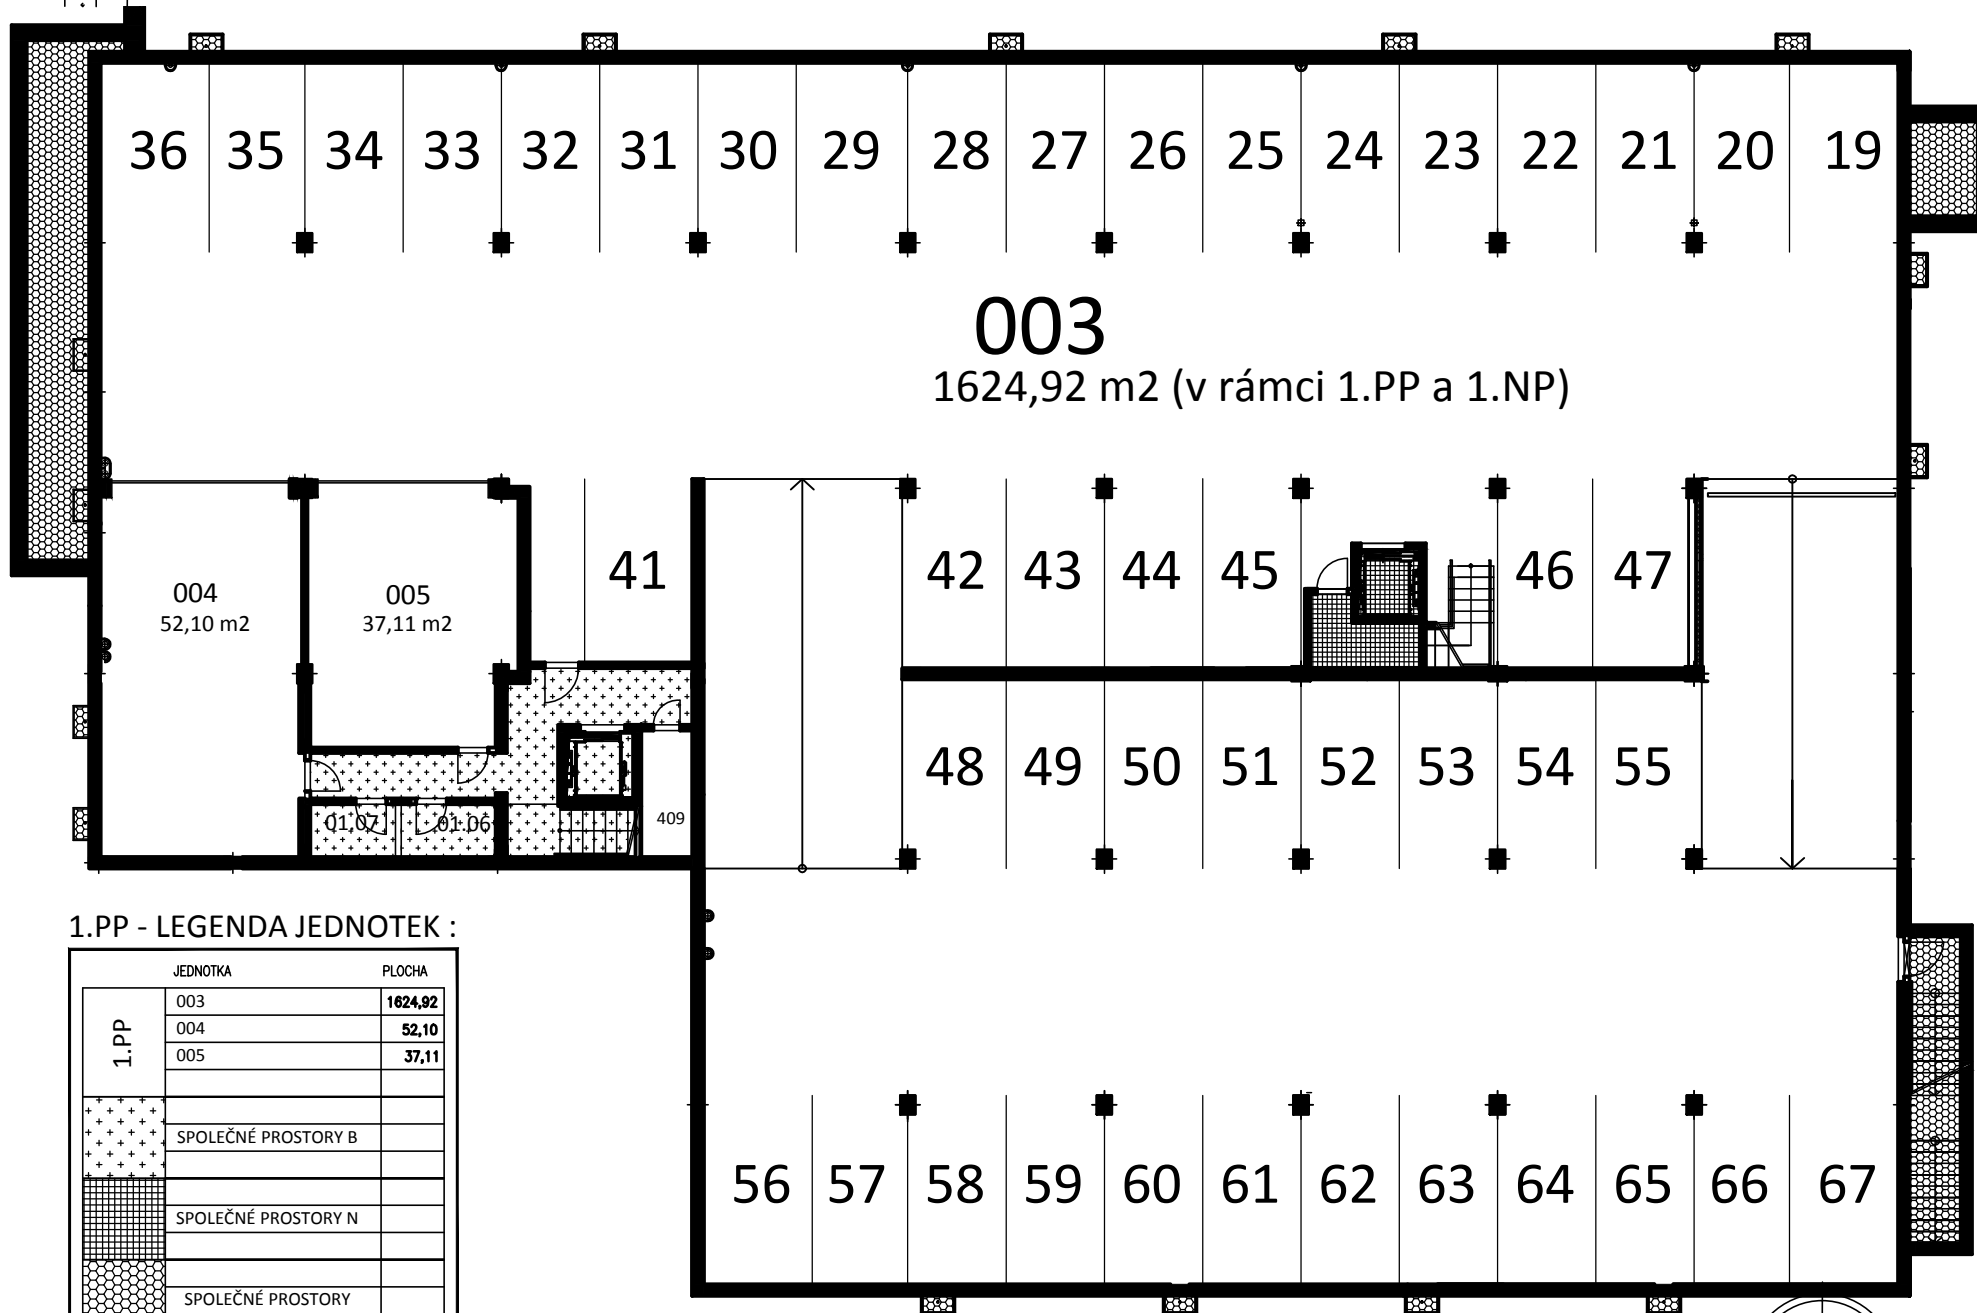 36 35 34 33 32 31 30 29 28 27 26 25 24 23 22 21 20 19
003
1624,92 m2 (v rámci 1.PP a 1.NP)
41 42 43 44 45 46 47
004
52,10 m2
005
37,11 m2
48 49 50 51 52 53 54 55
01.07 01.06 409
56 57 58 59 60 61 62 63 64 65 66 67
1.PP - LEGENDA JEDNOTEK :
JEDNOTKA PLOCHA
1.PP
003 1624,92
004 52,10
005 37,11
SPOLEČNÉ PROSTORY B
SPOLEČNÉ PROSTORY N
SPOLEČNÉ PROSTORY